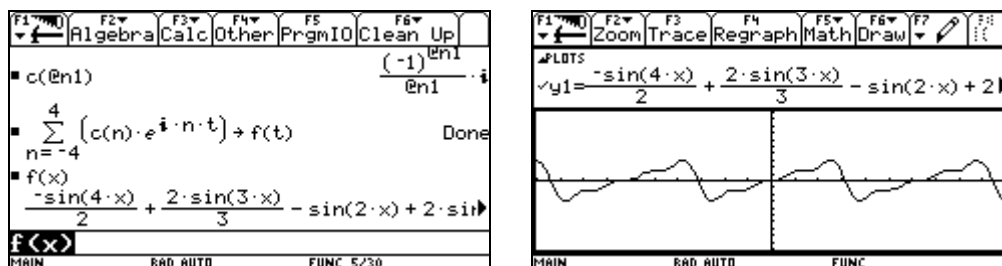 F1 F2 F3 F4 F5 F6
Algebra Calc Other PrgmIO Clean Up
▪ c(@n1) (-1)^@n1 / @n1 · i
▪ 4 ∑ n=-4 (c(n)·e^(i·n·t)) → f(t) Done
▪ f(x)
-sin(4·x)/2 + 2·sin(3·x)/3 - sin(2·x) + 2·sin
f(x)
MAIN RAD AUTO FUNC 5/30
F1 F2 F3 F4 F5 F6 F7
Zoom Trace Regraph Math Draw
PLOTS
✓y1=-sin(4·x)/2 + 2·sin(3·x)/3 - sin(2·x) + 2
MAIN RAD AUTO FUNC